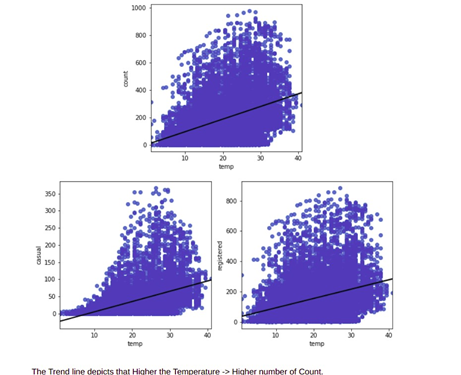 1000
800
600
400
200
0
count
10 20 30 40
temp
350
300
250
200
150
100
50
0
casual
10 20 30 40
temp
800
600
400
200
0
registered
10 20 30 40
temp
The Trend line depicts that Higher the Temperature -> Higher number of Count.